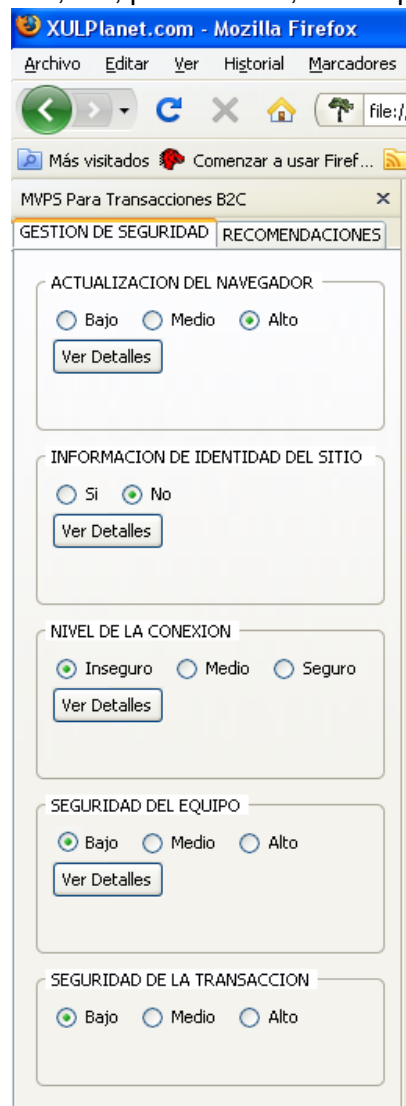 XULPlanet.com - Mozilla Firefox
Archivo Editar Ver Historial Marcadores
file:/
Más visitados Comenzar a usar Firef...
MVPS Para Transacciones B2C
GESTION DE SEGURIDAD RECOMENDACIONES
ACTUALIZACION DEL NAVEGADOR
Bajo Medio Alto
Ver Detalles
INFORMACION DE IDENTIDAD DEL SITIO
Si No
Ver Detalles
NIVEL DE LA CONEXION
Inseguro Medio Seguro
Ver Detalles
SEGURIDAD DEL EQUIPO
Bajo Medio Alto
Ver Detalles
SEGURIDAD DE LA TRANSACCION
Bajo Medio Alto